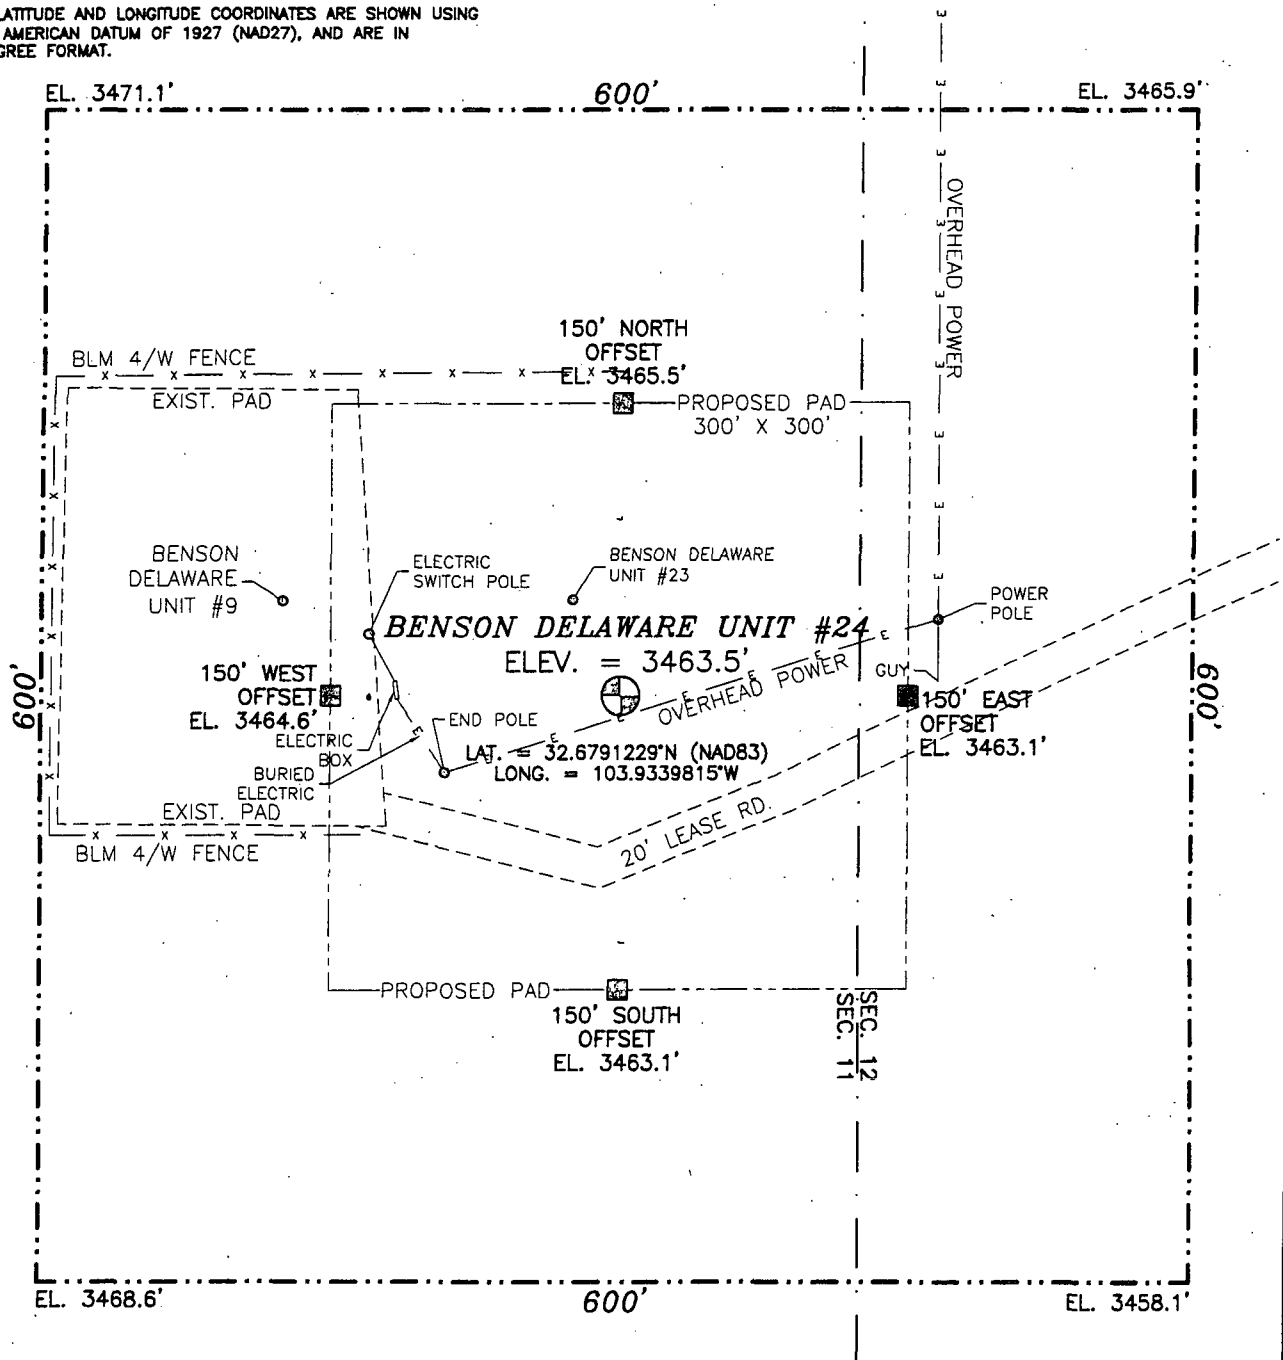 LATITUDE AND LONGITUDE COORDINATES ARE SHOWN USING
AMERICAN DATUM OF 1927 (NAD27), AND ARE IN
GREE FORMAT.
EL. 3471.1'
600'
EL. 3465.9'
OVERHEAD POWER
150' NORTH
OFFSET
EL. 3465.5'
BLM 4/W FENCE
EXIST. PAD
PROPOSED PAD
300' X 300'
BENSON
DELAWARE
UNIT #9
ELECTRIC
SWITCH POLE
BENSON DELAWARE
UNIT #23
POWER
POLE
BENSON DELAWARE UNIT #24
ELEV. = 3463.5'
600'
150' WEST
OFFSET
EL. 3464.6'
OVERHEAD POWER
GUY
150' EAST
OFFSET
EL. 3463.1'
600'
ELECTRIC
BOX
END POLE
LAT. = 32.6791229°N (NAD83)
LONG. = 103.9339815°W
BURIED
ELECTRIC
EXIST. PAD
BLM 4/W FENCE
20' LEASE RD.
PROPOSED PAD
150' SOUTH
OFFSET
EL. 3463.1'
SEC. 12
SEC. 11
EL. 3468.6'
600'
EL. 3458.1'